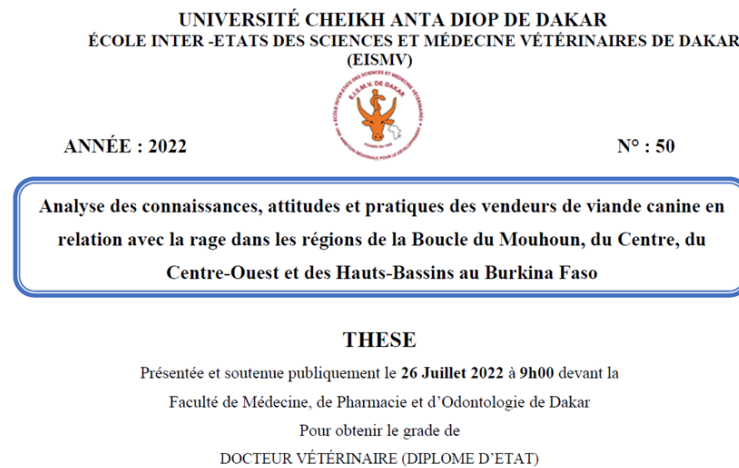 UNIVERSITÉ CHEIKH ANTA DIOP DE DAKAR
ÉCOLE INTER -ETATS DES SCIENCES ET MÉDECINE VÉTÉRINAIRES DE DAKAR
(EISMV)
E.I.S.M.V. DE DAKAR
ANNÉE : 2022
N° : 50
Analyse des connaissances, attitudes et pratiques des vendeurs de viande canine en
relation avec la rage dans les régions de la Boucle du Mouhoun, du Centre, du
Centre-Ouest et des Hauts-Bassins au Burkina Faso
THESE
Présentée et soutenue publiquement le 26 Juillet 2022 à 9h00 devant la
Faculté de Médecine, de Pharmacie et d’Odontologie de Dakar
Pour obtenir le grade de
DOCTEUR VÉTÉRINAIRE (DIPLOME D’ETAT)